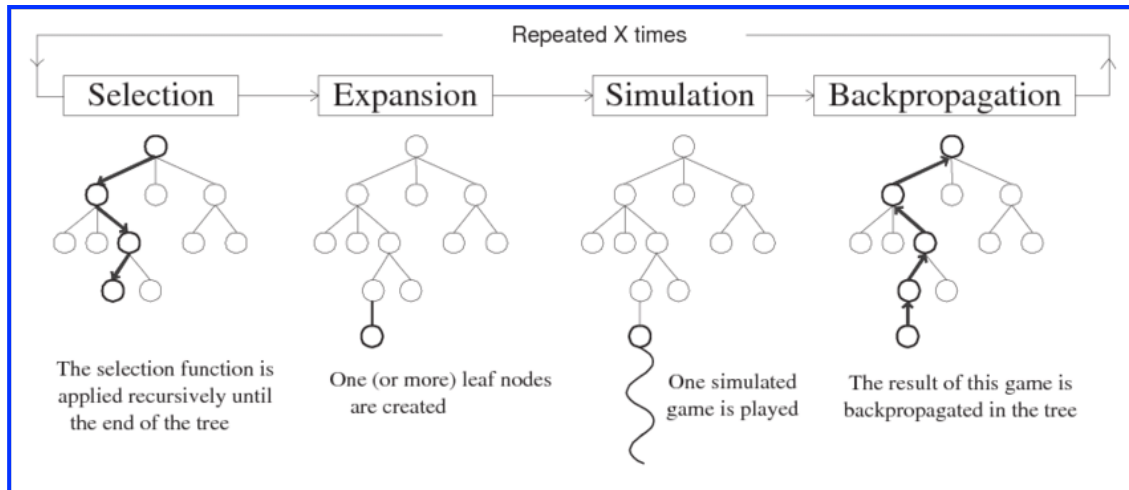 Repeated X times
Selection
Expansion
Simulation
Backpropagation
The selection function is
applied recursively until
the end of the tree
One (or more) leaf nodes
are created
One simulated
game is played
The result of this game is
backpropagated in the tree